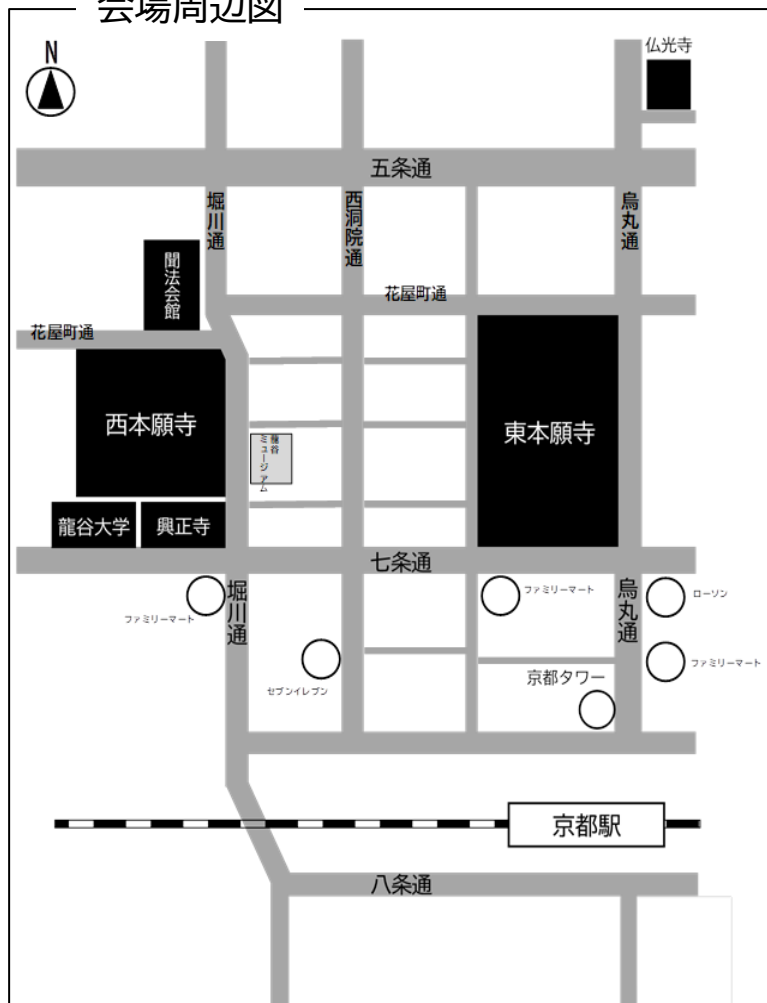 会場周辺図
N
仏光寺
五条通
堀川通
西洞院通
烏丸通
聞法会館
花屋町通
花屋町通
西本願寺
東本願寺
龍谷
ミュージアム
龍谷大学
興正寺
七条通
ファミリーマート
堀川通
ファミリーマート
烏丸通
ローソン
セブンイレブン
京都タワー
ファミリーマート
京都駅
八条通